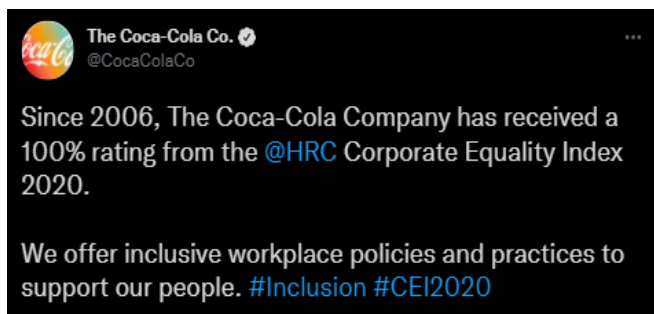 The Coca-Cola Co.
@CocaColaCo
Since 2006, The Coca-Cola Company has received a
100% rating from the @HRC Corporate Equality Index
2020.
We offer inclusive workplace policies and practices to
support our people. #Inclusion #CEI2020